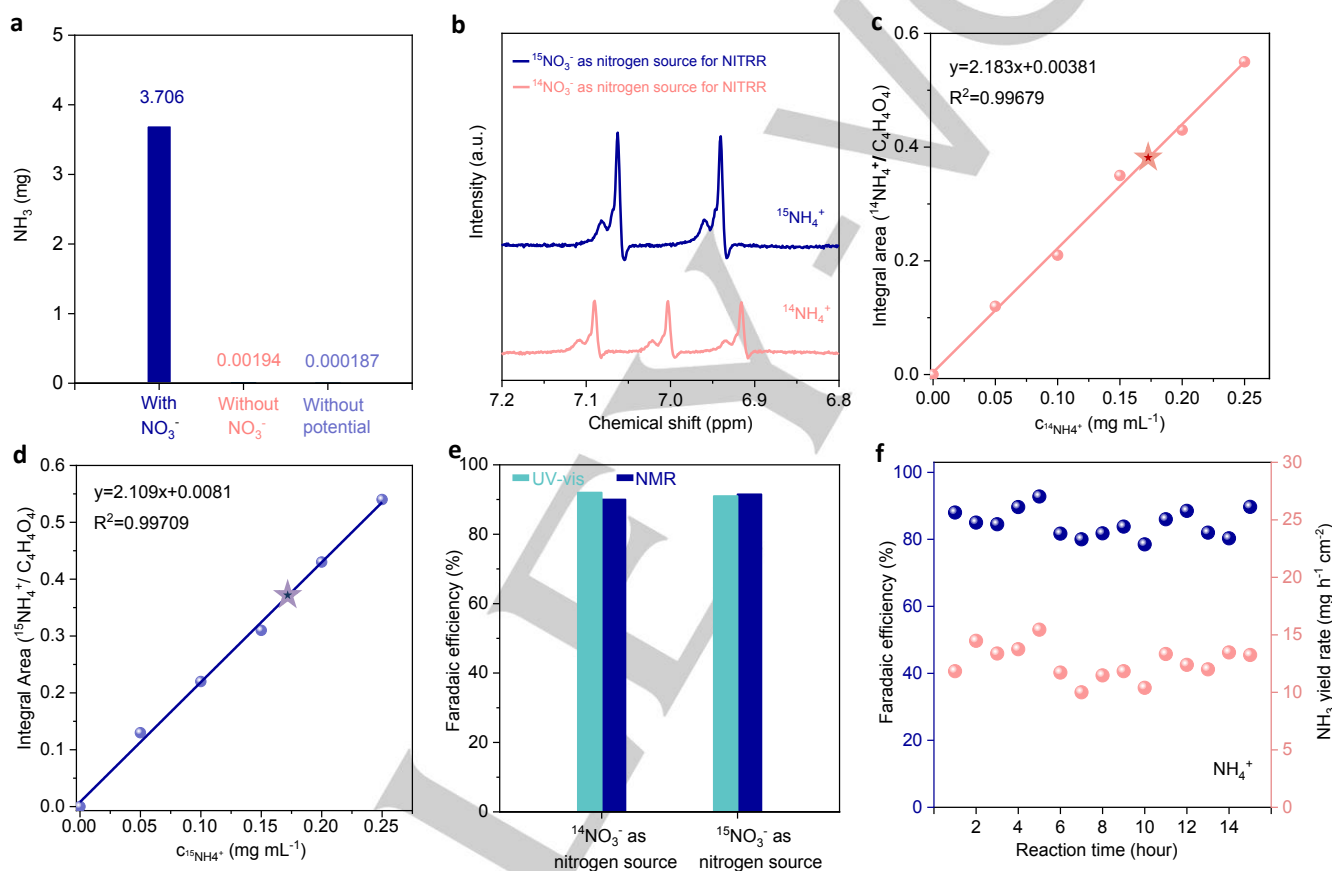 a
NH₃ (mg)
5
4
3
2
1
0
3.706
0.00194
0.000187
With
NO₃⁻
Without
NO₃⁻
Without
potential
b
Intensity (a.u.)
¹⁵NO₃⁻ as nitrogen source for NITRR
¹⁴NO₃⁻ as nitrogen source for NITRR
¹⁵NH₄⁺
¹⁴NH₄⁺
7.2 7.1 7.0 6.9 6.8
Chemical shift (ppm)
c
Integral area (¹⁴NH₄⁺/ C₄H₄O₄)
0.6
0.4
0.2
0.0
y=2.183x+0.00381
R²=0.99679
0.00 0.05 0.10 0.15 0.20 0.25
c₁₄NH₄⁺ (mg mL⁻¹)
d
Integral Area (¹⁵NH₄⁺/ C₄H₄O₄)
0.6
0.5
0.4
0.3
0.2
0.1
0.0
y=2.109x+0.0081
R²=0.99709
0.00 0.05 0.10 0.15 0.20 0.25
c₁₅NH₄⁺ (mg mL⁻¹)
e
Faradaic efficiency (%)
100
80
60
40
20
0
UV-vis NMR
¹⁴NO₃⁻ as
nitrogen source
¹⁵NO₃⁻ as
nitrogen source
f
Faradaic efficiency (%)
100
80
60
40
20
0
NH₄⁺
2 4 6 8 10 12 14
Reaction time (hour)
30
25
20
15
10
5
0
NH₃ yield rate (mg h⁻¹ cm⁻²)